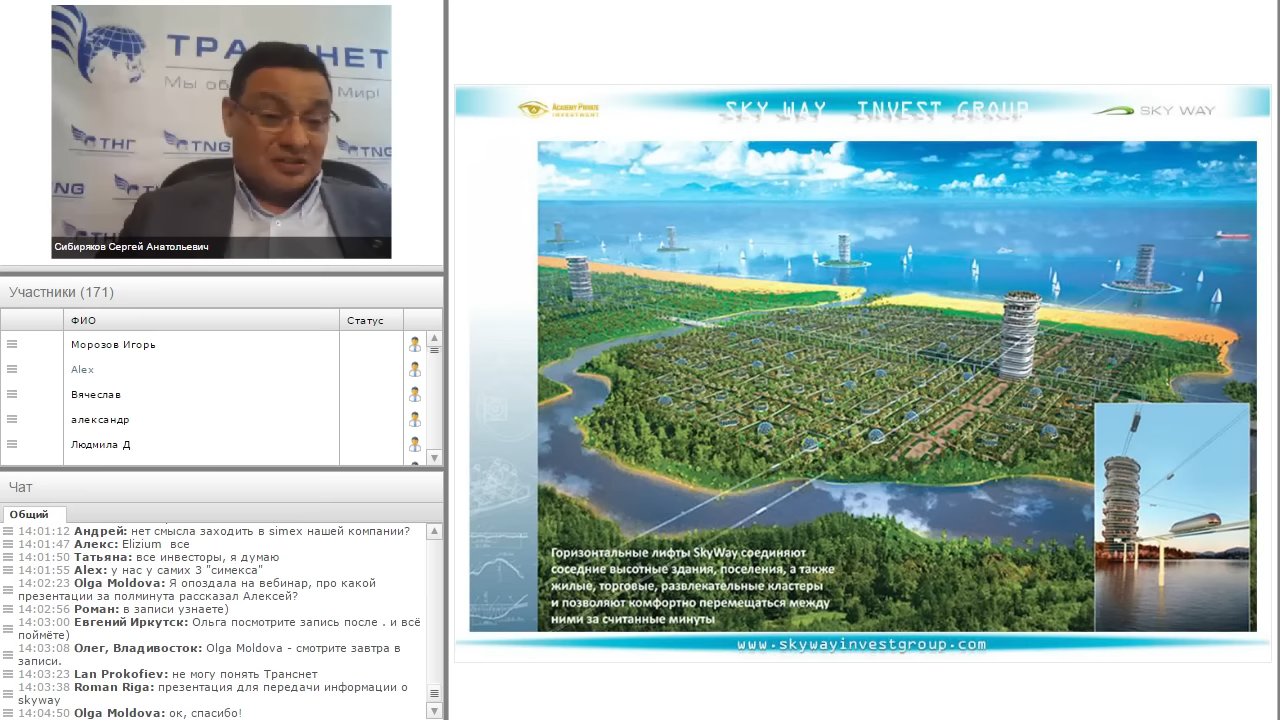 ТРАНСНЕТ
Мы об Мир!
ТНГ
TNG
TNG
NG
Сибиряков Сергей Анатольевич
Участники (171)
ФИО
Статус
Морозов Игорь
Alex
Вячеслав
александр
Людмила Д
Чат
Общий
14:01:12 Андрей: нет смысла заходить в simex нашей компании?
14:01:47 Алекс: Elizium все
14:01:50 Татьяна: все инвесторы, я думаю
14:01:55 Alex: у нас у самих 3 "симекса"
14:02:23 Olga Moldova: Я опоздала на вебинар, про какой
презентации за полминуты рассказал Алексей?
14:02:56 Роман: в записи узнаете)
14:03:00 Евгений Иркутск: Ольга посмотрите запись после . и всё
поймёте)
14:03:08 Олег, Владивосток: Olga Moldova - смотрите завтра в
записи.
14:03:23 Lan Prokofiev: не могу понять Транснет
14:03:38 Roman Riga: презентация для передачи информации о
skyway
14:04:50 Olga Moldova: ок, спасибо!
ACADEMY PRIVATE
INVESTMENT
SKY WAY INVEST GROUP
SKY WAY
Горизонтальные лифты SkyWay соединяют
соседние высотные здания, поселения, а также
жилые, торговые, развлекательные кластеры
и позволяют комфортно перемещаться между
ними за считанные минуты
www.skywayinvestgroup.com